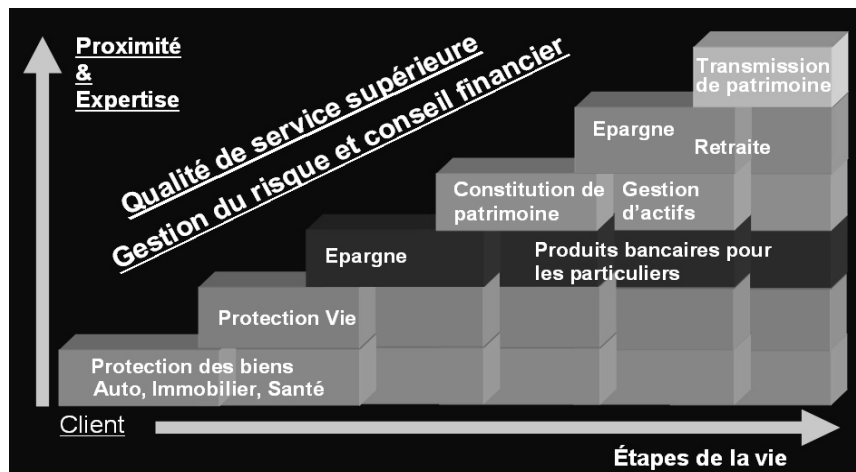 Proximité
&
Expertise
Qualité de service supérieure
Gestion du risque et conseil financier
Transmission
de patrimoine
Epargne
Retraite
Constitution de
patrimoine
Gestion
d'actifs
Epargne
Produits bancaires pour
les particuliers
Protection Vie
Protection des biens
Auto, Immobilier, Santé
Client
Étapes de la vie